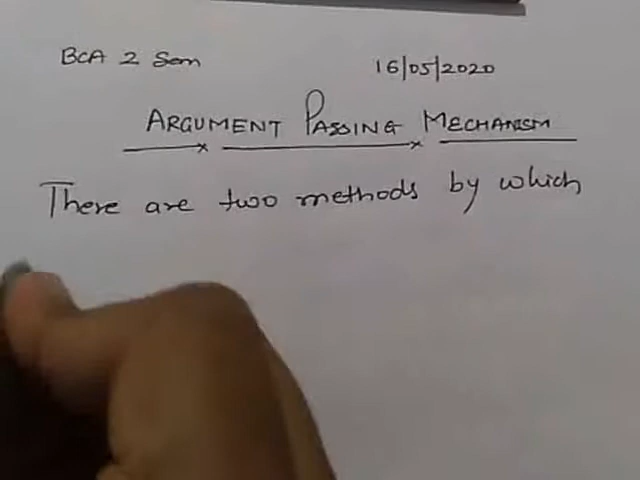 BCA 2 Sem 16/05/2020
ARGUMENT PASSING MECHANISM
There are two methods by which